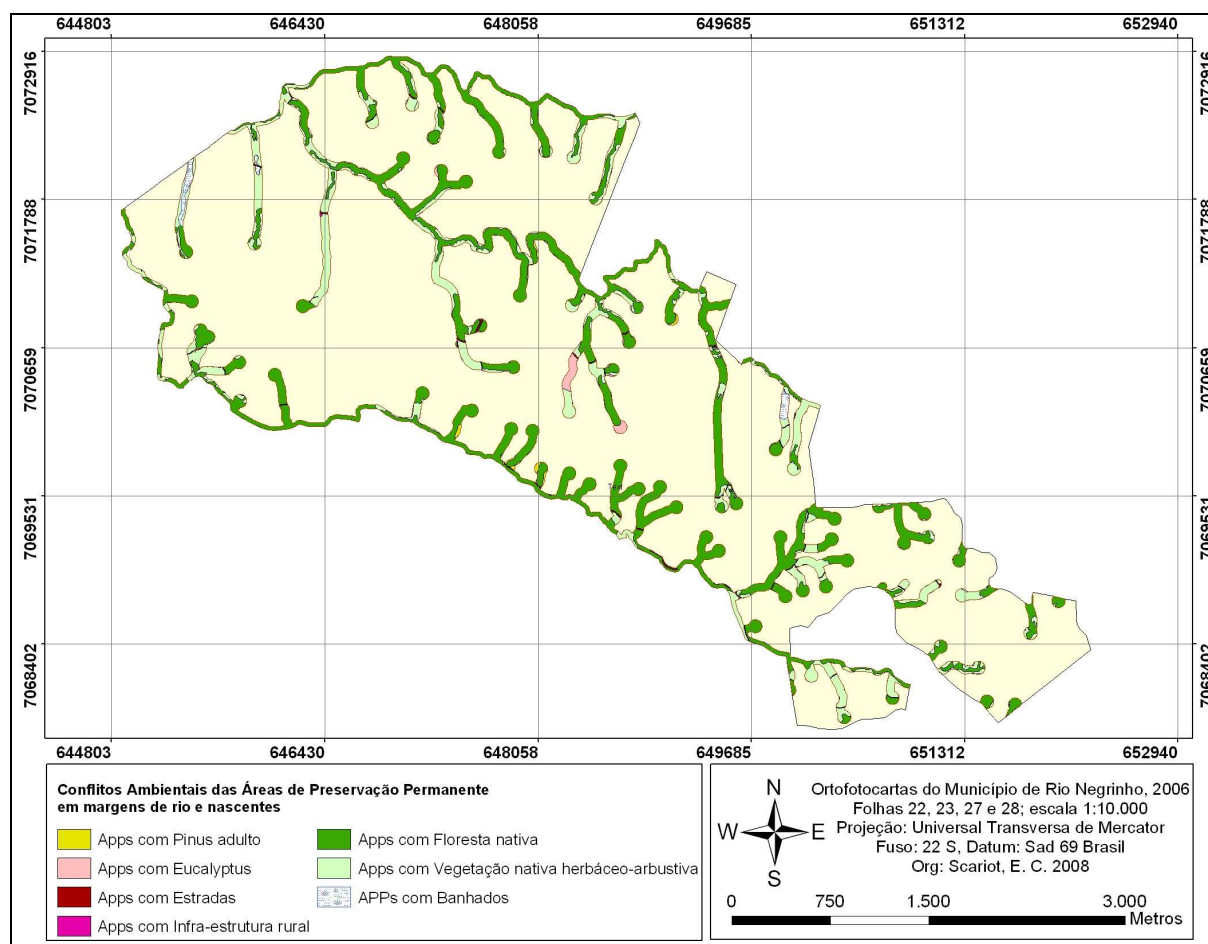 644803 646430 648058 649685 651312 652940
7072916 7072916
7071788 7071788
7070659 7070659
7069531 7069531
7068402 7068402
644803 646430 648058 649685 651312 652940
Conflitos Ambientais das Áreas de Preservação Permanente
em margens de rio e nascentes
Apps com Pinus adulto
Apps com Eucalyptus
Apps com Estradas
Apps com Infra-estrutura rural
Apps com Floresta nativa
Apps com Vegetação nativa herbáceo-arbustiva
APPs com Banhados
N
W E
S
Ortofotocartas do Município de Rio Negrinho, 2006
Folhas 22, 23, 27 e 28; escala 1:10.000
Projeção: Universal Transversa de Mercator
Fuso: 22 S, Datum: Sad 69 Brasil
Org: Scariot, E. C. 2008
0 750 1.500 3.000
Metros